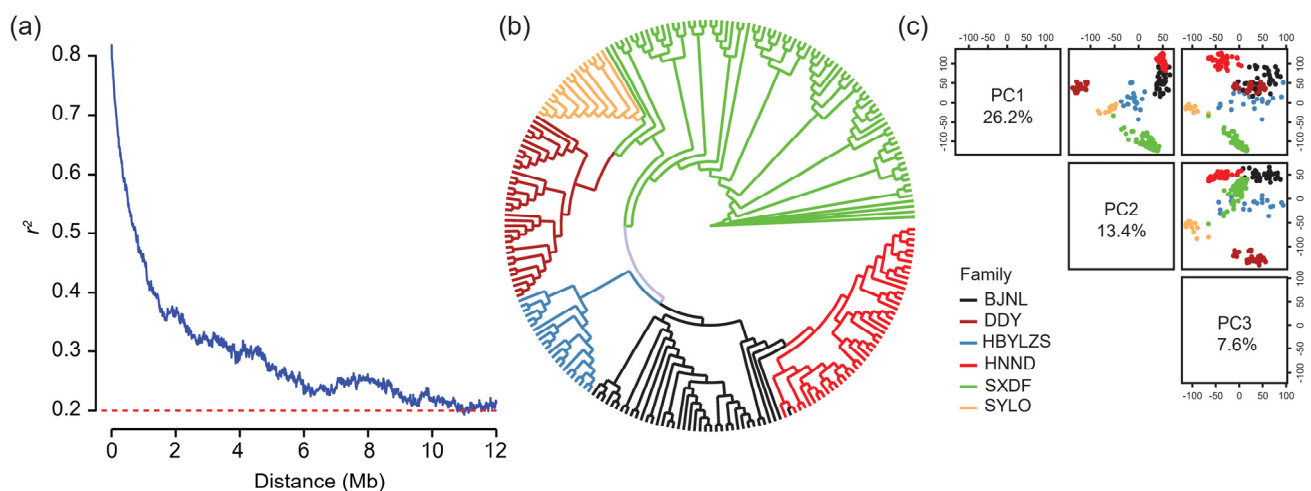 (a)
0.8
0.7
0.6
0.5
0.4
0.3
0.2
r²
0 2 4 6 8 10 12
Distance (Mb)
(b)
(c)
-100 -50 0 50 100
-100 -50 0 50
-100 -50 0 50 100
PC1
26.2%
-100 -50 0 50 100
-100 -50 0 50 100
PC2
13.4%
-100 -50 0 50
PC3
7.6%
-100 -50 0 50 100
Family
BJNL
DDY
HBYLZS
HNND
SXDF
SYLO